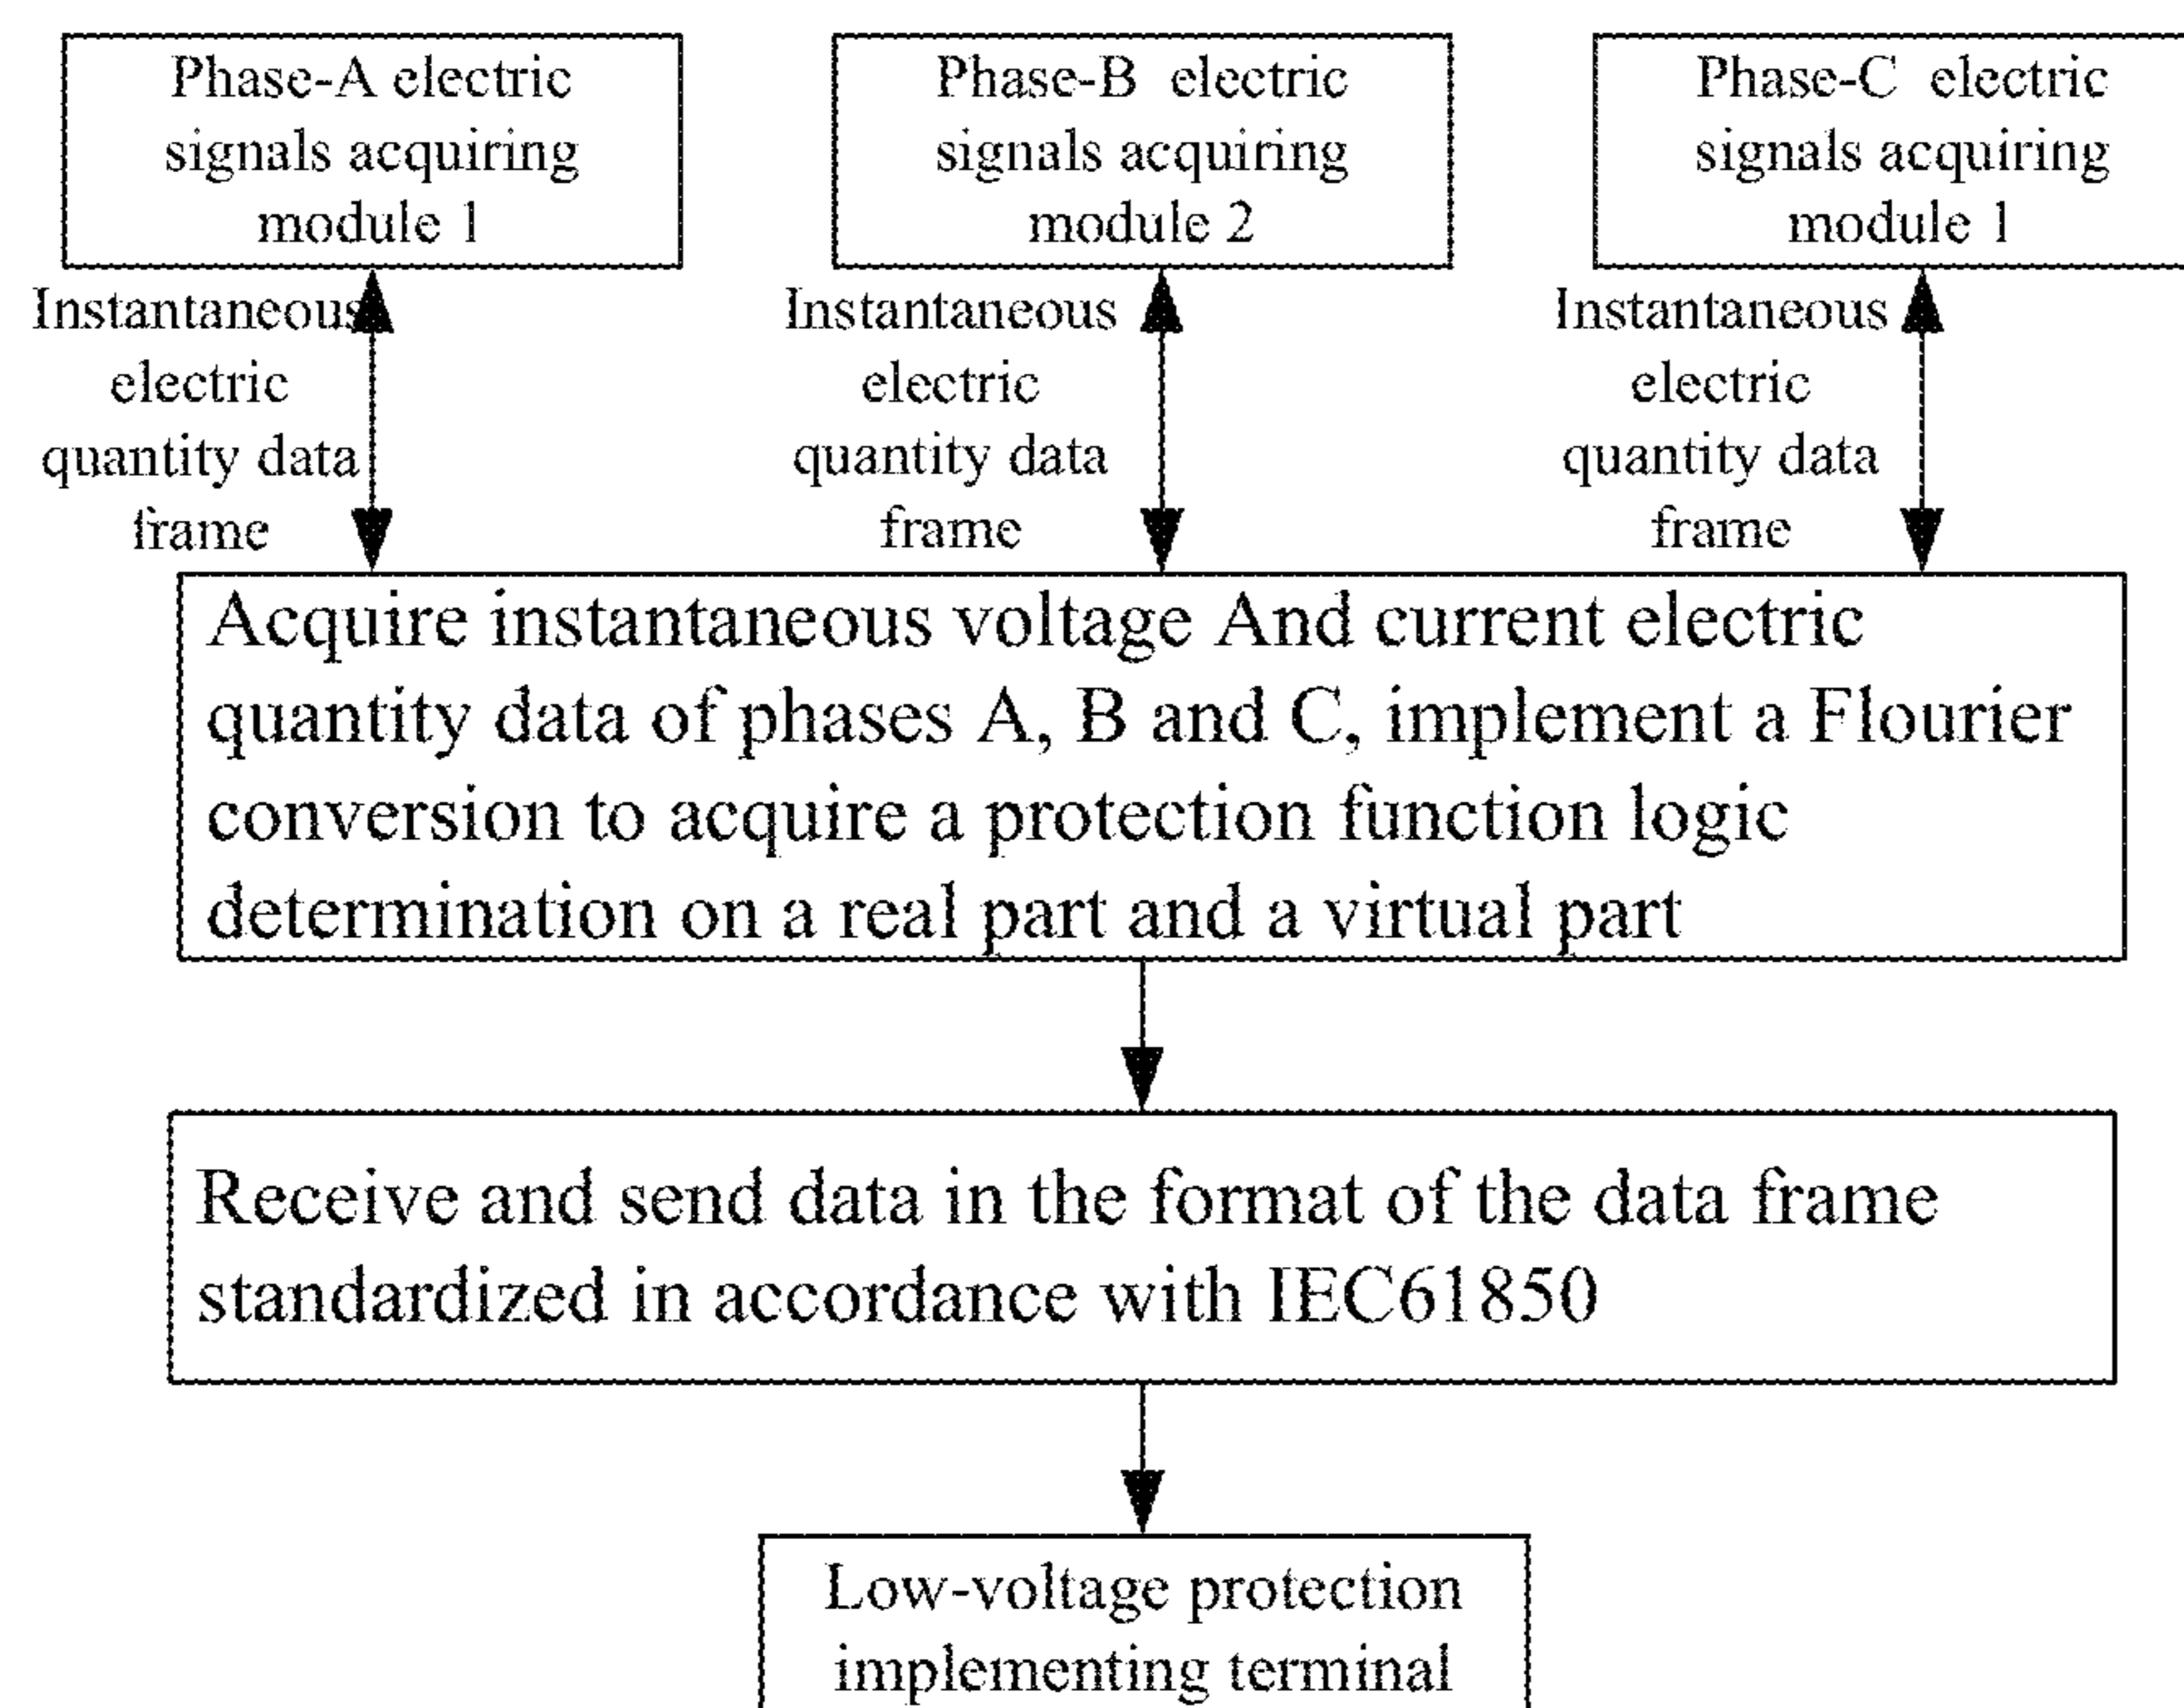 Phase-A electric
signals acquiring
module 1
Phase-B electric
signals acquiring
module 2
Phase-C electric
signals acquiring
module 1
Instantaneous
electric
quantity data
frame
Instantaneous
electric
quantity data
frame
Instantaneous
electric
quantity data
frame
Acquire instantaneous voltage And current electric
quantity data of phases A, B and C, implement a Flourier
conversion to acquire a protection function logic
determination on a real part and a virtual part
Receive and send data in the format of the data frame
standardized in accordance with IEC61850
Low-voltage protection
implementing terminal